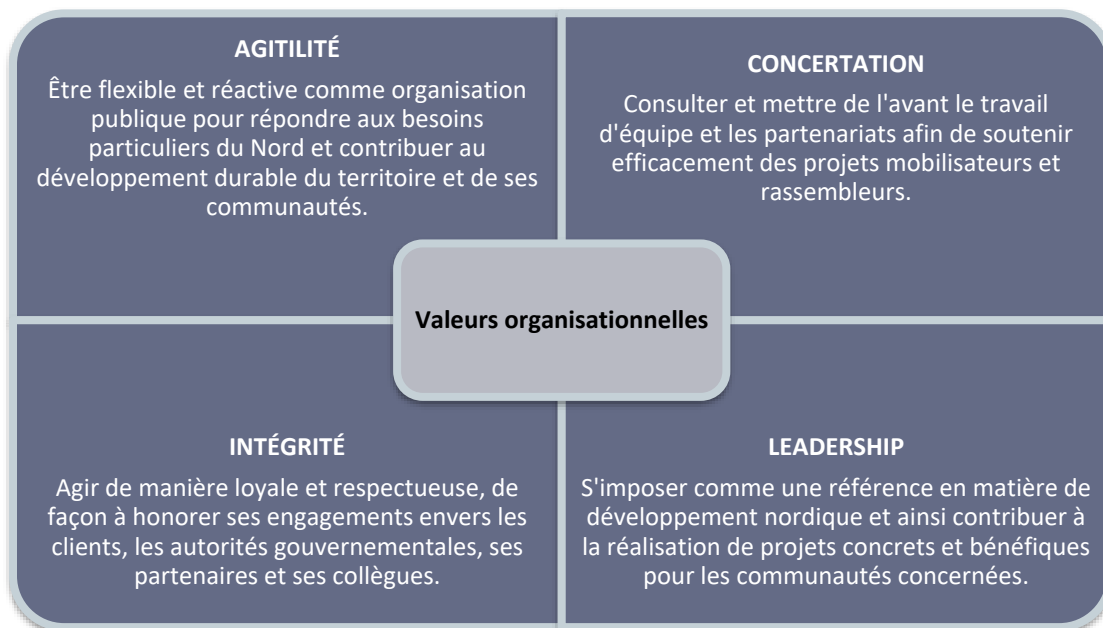 AGITILITÉ
Être flexible et réactive comme organisation
publique pour répondre aux besoins
particuliers du Nord et contribuer au
développement durable du territoire et de ses
communautés.
CONCERTATION
Consulter et mettre de l'avant le travail
d'équipe et les partenariats afin de soutenir
efficacement des projets mobilisateurs et
rassembleurs.
Valeurs organisationnelles
INTÉGRITÉ
Agir de manière loyale et respectueuse, de
façon à honorer ses engagements envers les
clients, les autorités gouvernementales, ses
partenaires et ses collègues.
LEADERSHIP
S'imposer comme une référence en matière de
développement nordique et ainsi contribuer à
la réalisation de projets concrets et bénéfiques
pour les communautés concernées.